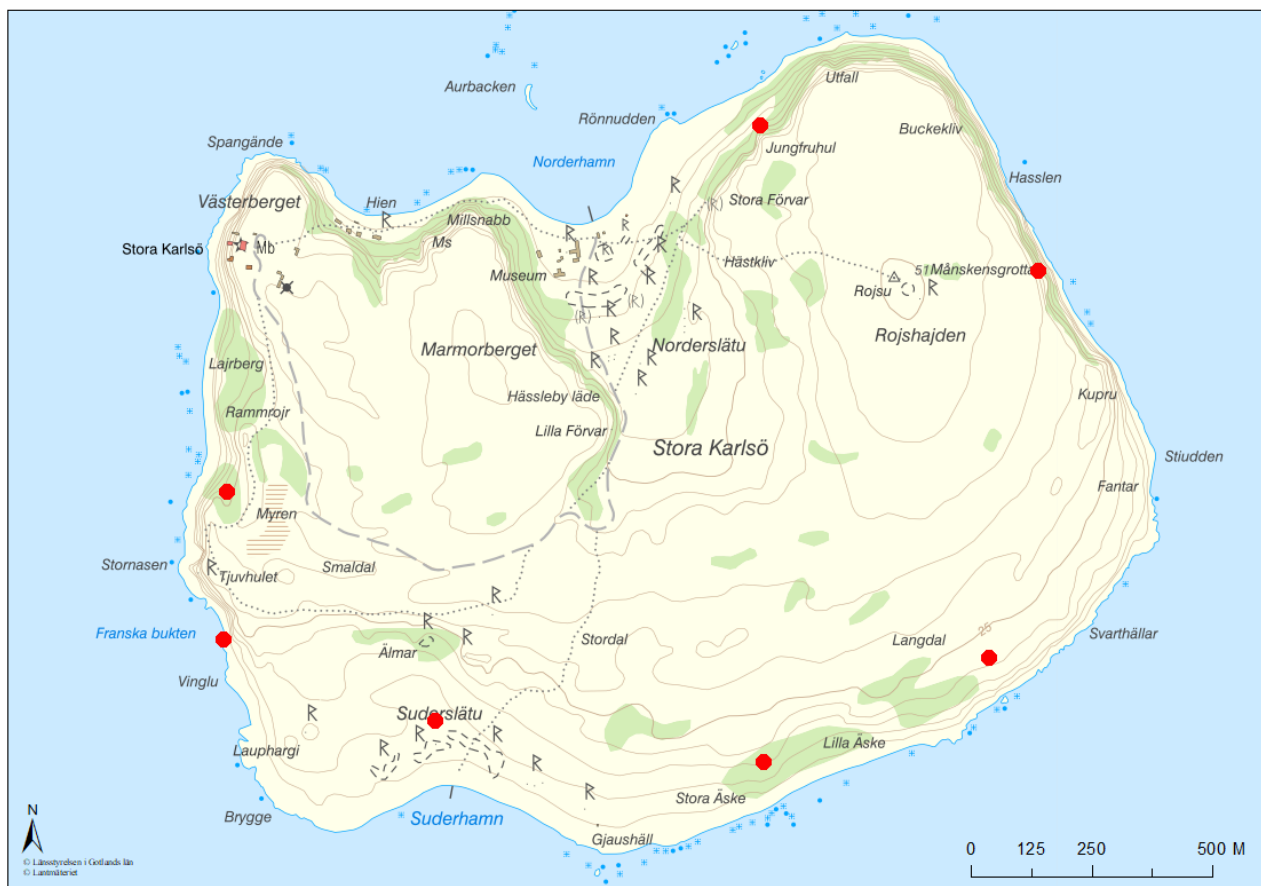 Utfall
Aurbacken
Rönnudden
Buckekliv
Spangände
Jungfruhul
Norderhamn
Hasslen
Västerberget
Hien
R
Stora Förvar
(R)
Millsnabb
Ms
Stora Karlsö
Mb
R
R
R
R
Museum
Hästkliv
51
Månskensgrotta
R
R
Rojsu
R
(R)
(R)
R
R
Rojshajden
R
Norderslätu
Marmorberget
R
R
R
Lajrberg
Hässleby läde
Kupru
Rammrojr
Lilla Förvar
Stora Karlsö
Stiudden
Fantar
Myren
Stornasen
R
Tjuvhulet
Smaldal
R
Franska bukten
R
R
25
Svarthällar
Älmar
Stordal
Langdal
Vinglu
R
Suderslätu
R
R
R
Lauphargi
Lilla Äske
R
R
Stora Äske
Brygge
Suderhamn
Gjaushäll
N
© Länsstyrelsen i Gotlands län
© Lantmäteriet
0 125 250 500 M